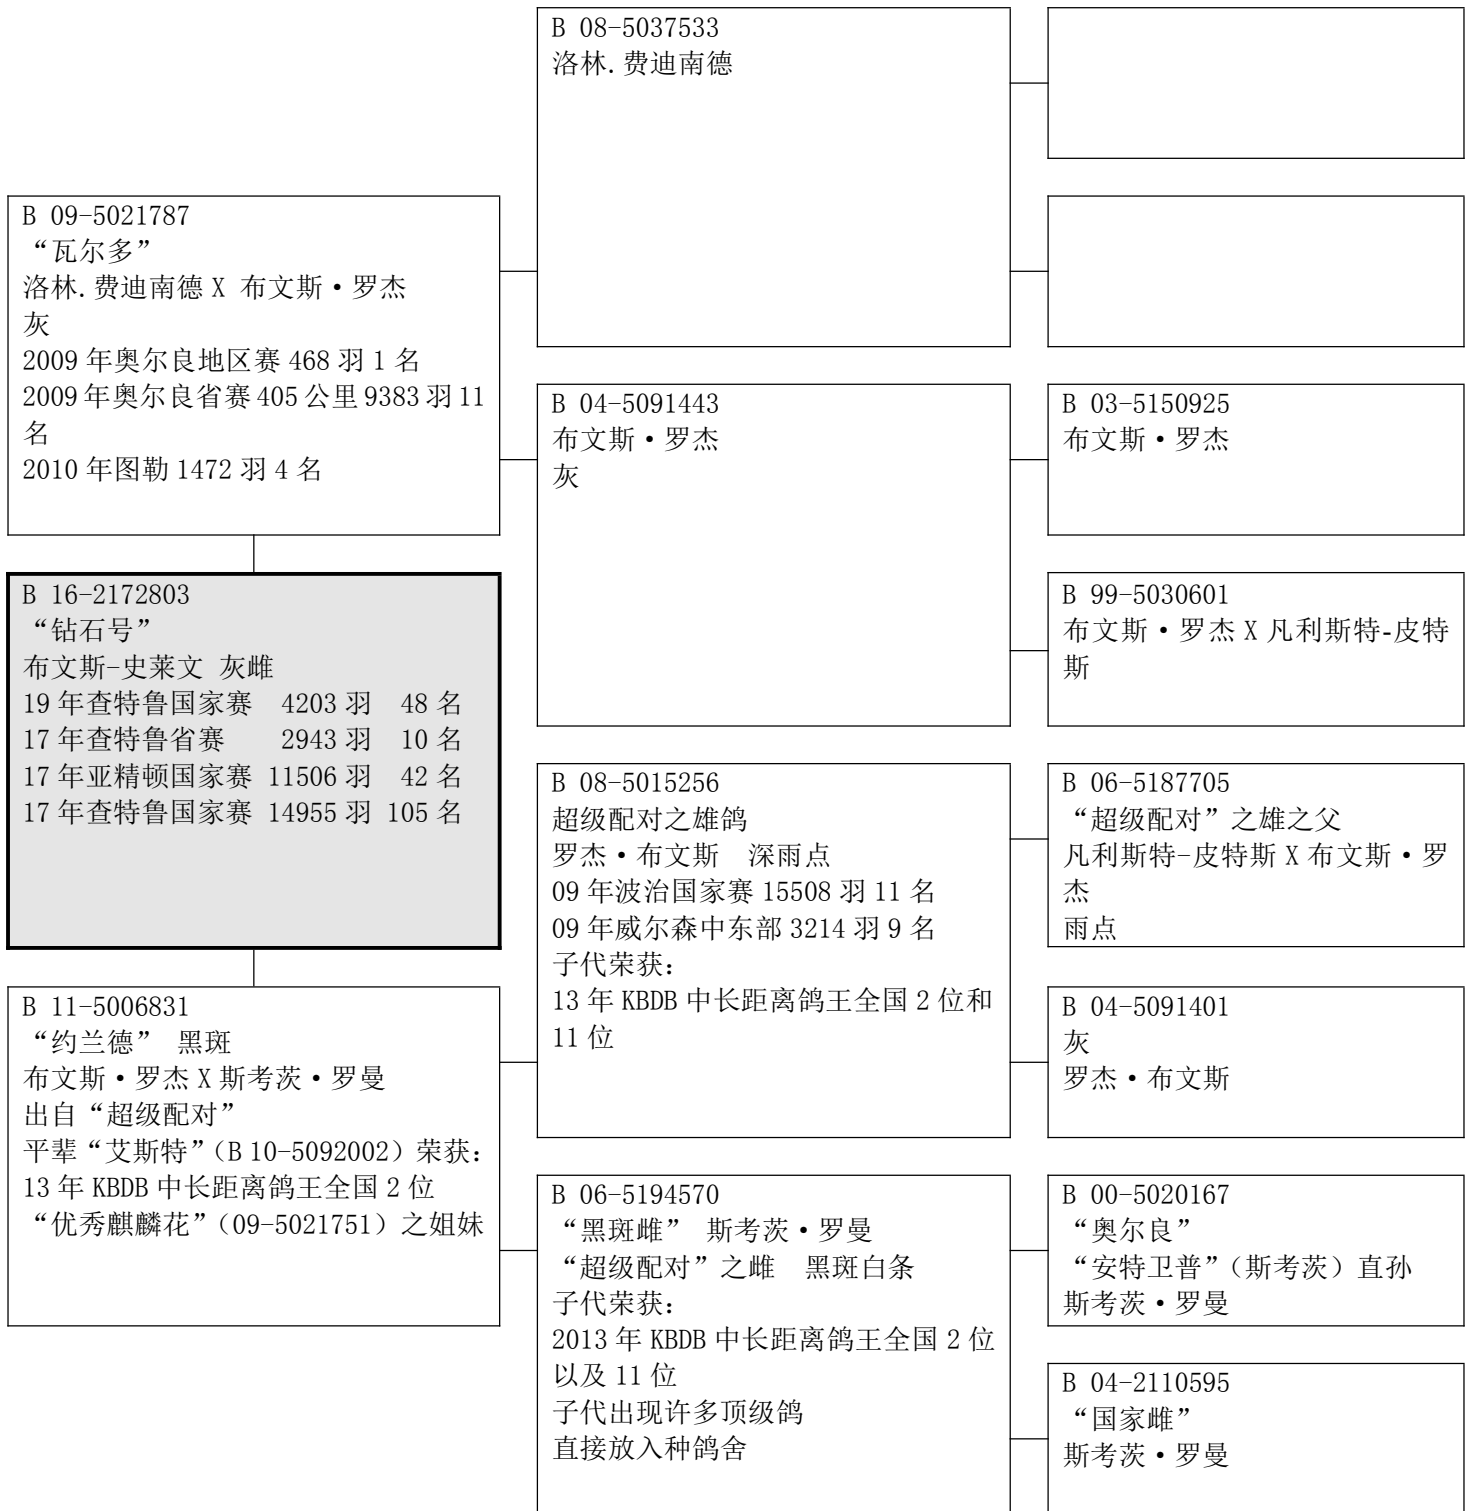 B 08-5037533
洛林.费迪南德
B 09-5021787
“瓦尔多”
洛林.费迪南德 X 布文斯·罗杰
灰
2009 年奥尔良地区赛 468 羽 1 名
2009 年奥尔良省赛 405 公里 9383 羽 11
名
2010 年图勒 1472 羽 4 名
B 04-5091443
布文斯·罗杰
灰
B 03-5150925
布文斯·罗杰
B 99-5030601
布文斯·罗杰 X 凡利斯特-皮特
斯
B 16-2172803
“钻石号”
布文斯-史莱文 灰雌
19 年查特鲁国家赛 4203 羽 48 名
17 年查特鲁省赛 2943 羽 10 名
17 年亚精顿国家赛 11506 羽 42 名
17 年查特鲁国家赛 14955 羽 105 名
B 08-5015256
超级配对之雄鸽
罗杰·布文斯 深雨点
09 年波治国家赛 15508 羽 11 名
09 年威尔森中东部 3214 羽 9 名
子代荣获：
13 年 KBDB 中长距离鸽王全国 2 位和
11 位
B 06-5187705
“超级配对”之雄之父
凡利斯特-皮特斯 X 布文斯·罗
杰
雨点
B 04-5091401
灰
罗杰·布文斯
B 11-5006831
“约兰德” 黑斑
布文斯·罗杰 X 斯考茨·罗曼
出自“超级配对”
平辈“艾斯特”（B 10-5092002）荣获：
13 年 KBDB 中长距离鸽王全国 2 位
“优秀麒麟花”（09-5021751）之姐妹
B 06-5194570
“黑斑雌” 斯考茨·罗曼
“超级配对”之雌 黑斑白条
子代荣获：
2013 年 KBDB 中长距离鸽王全国 2 位
以及 11 位
子代出现许多顶级鸽
直接放入种鸽舍
B 00-5020167
“奥尔良”
“安特卫普”（斯考茨）直孙
斯考茨·罗曼
B 04-2110595
“国家雌”
斯考茨·罗曼